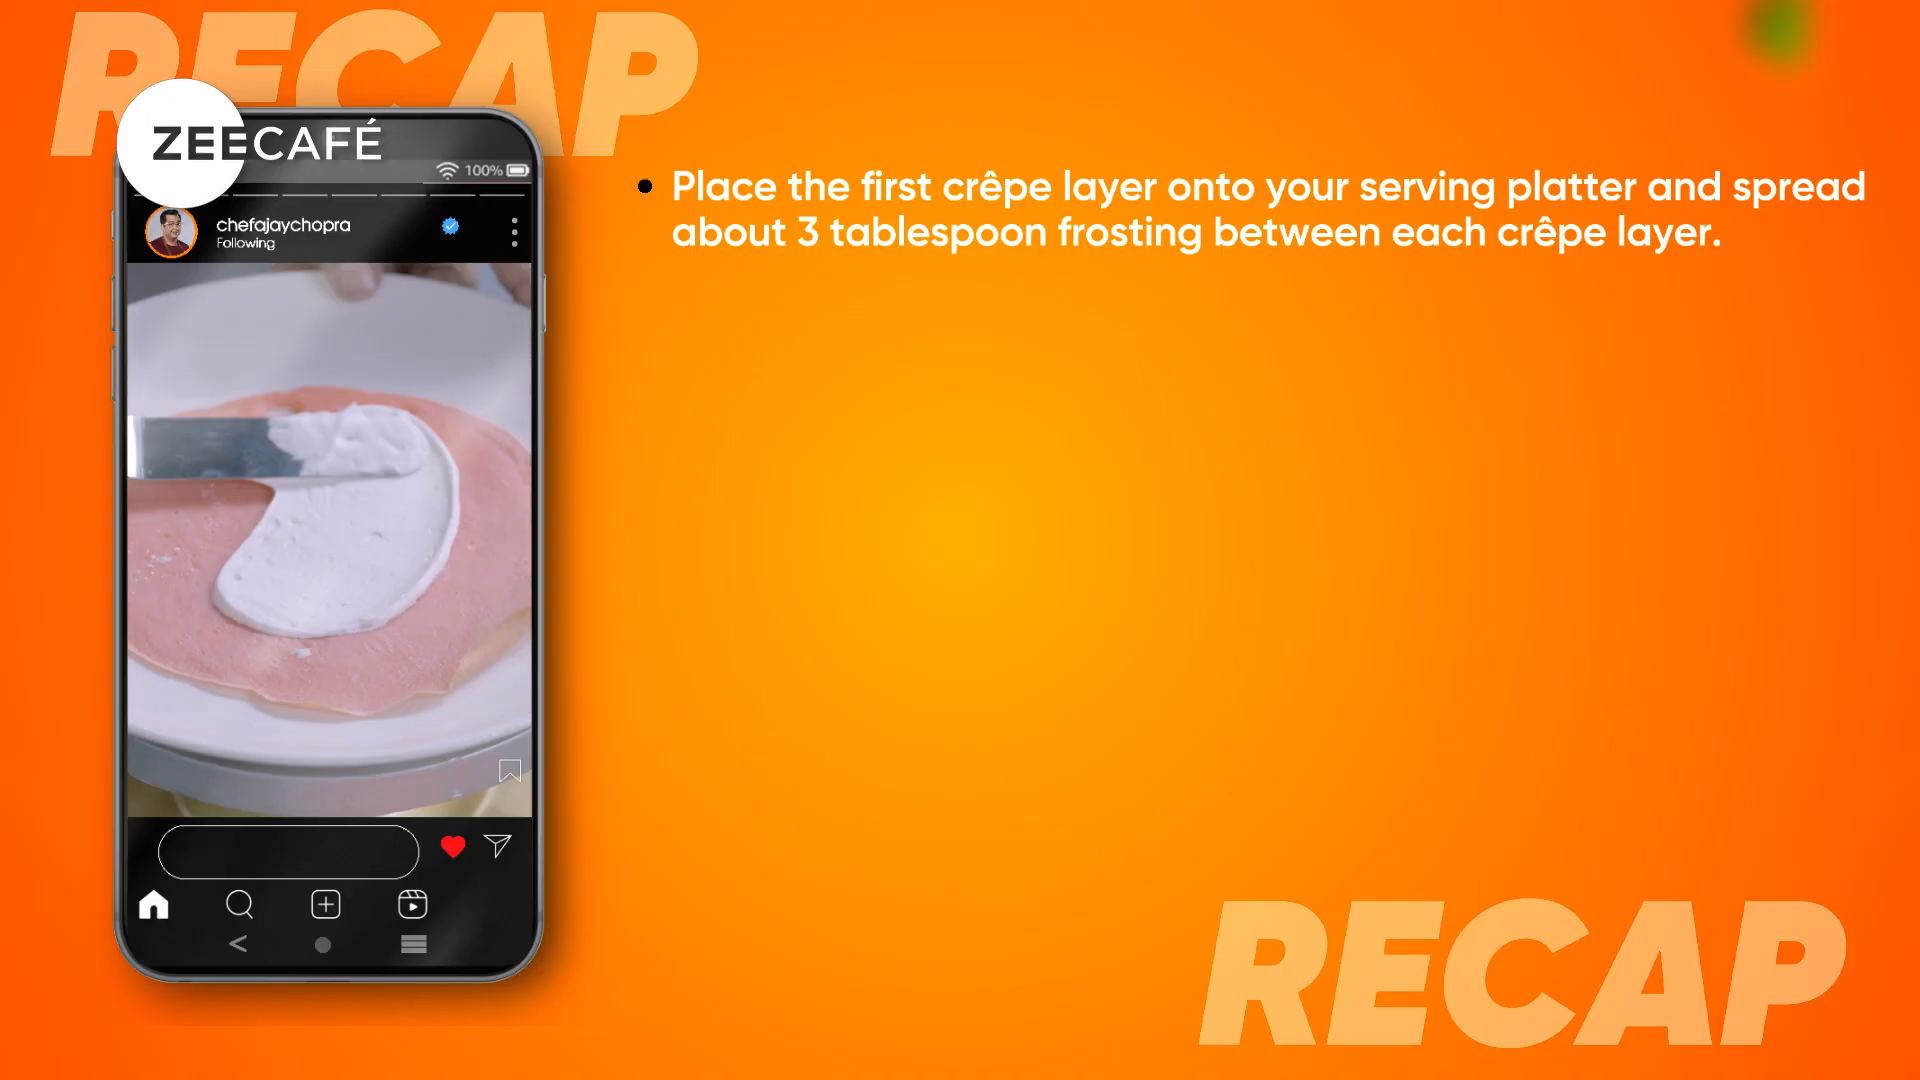 RECAP
ZEECAFÉ
100%
chefajaychopra
Following
• Place the first crêpe layer onto your serving platter and spread
about 3 tablespoon frosting between each crêpe layer.
RECAP